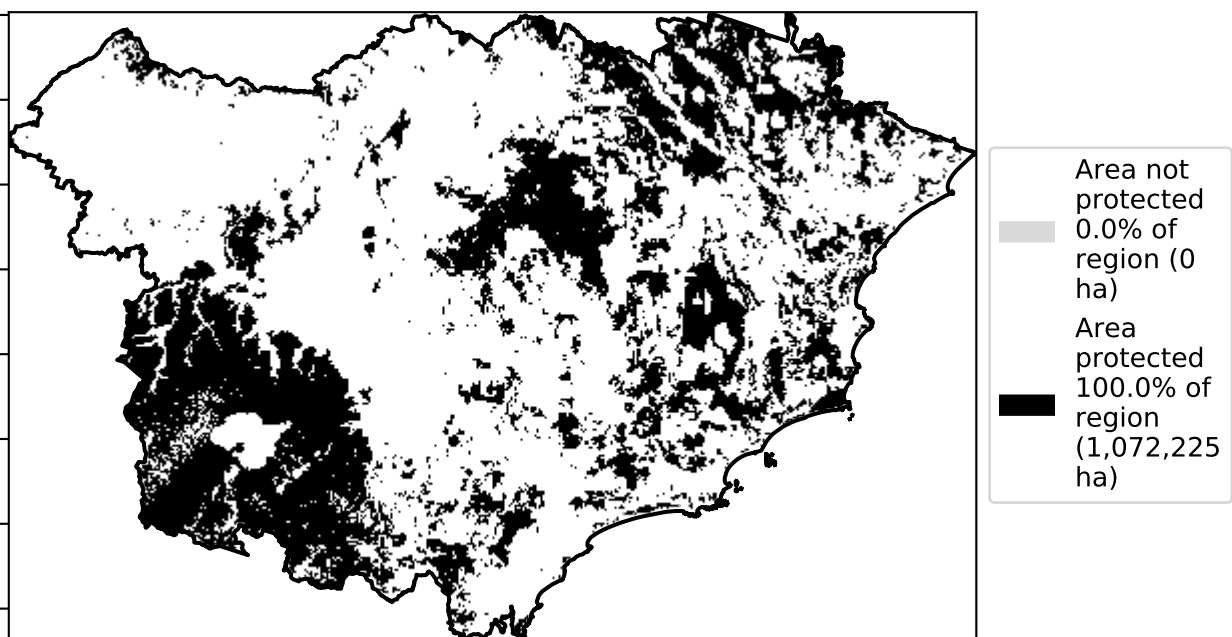 Area not
protected
0.0% of
region (0
ha)
Area
protected
100.0% of
region
(1,072,225
ha)